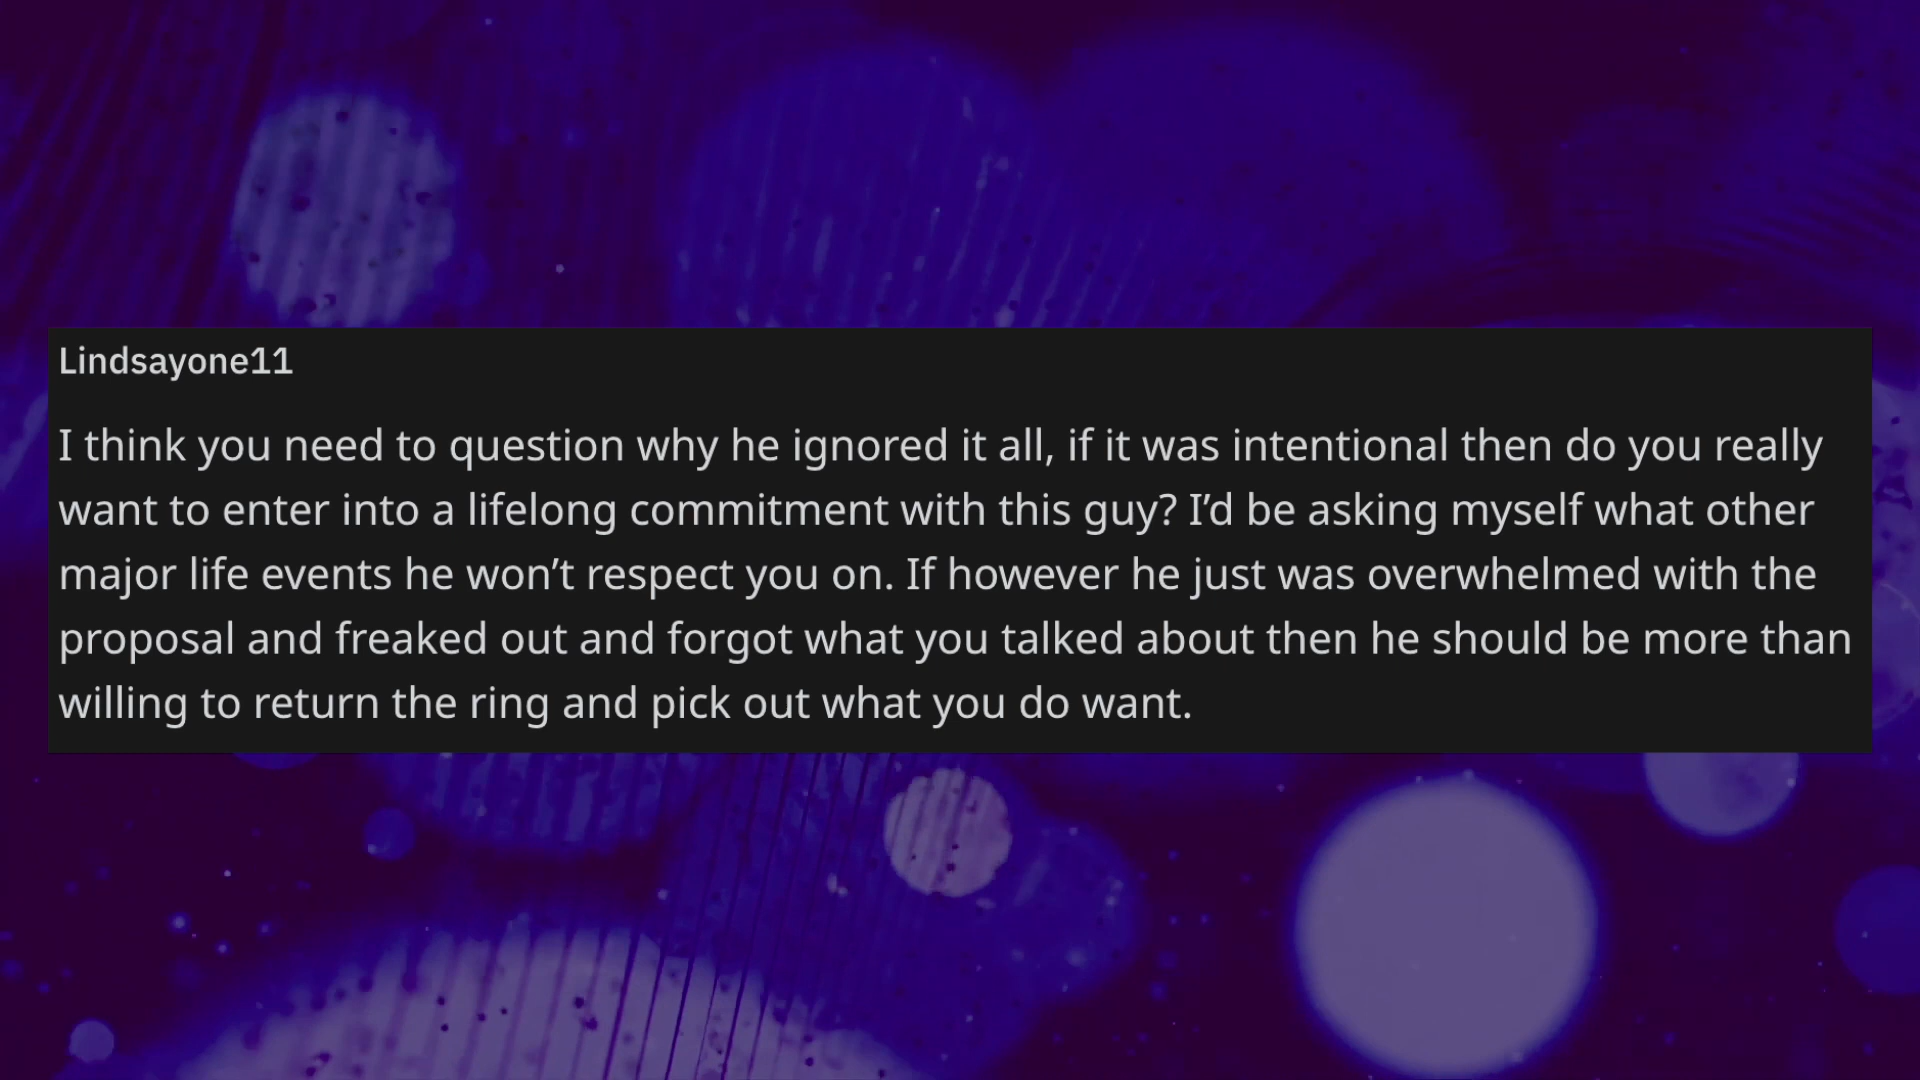 Lindsayone11
I think you need to question why he ignored it all, if it was intentional then do you really
want to enter into a lifelong commitment with this guy? I’d be asking myself what other
major life events he won’t respect you on. If however he just was overwhelmed with the
proposal and freaked out and forgot what you talked about then he should be more than
willing to return the ring and pick out what you do want.